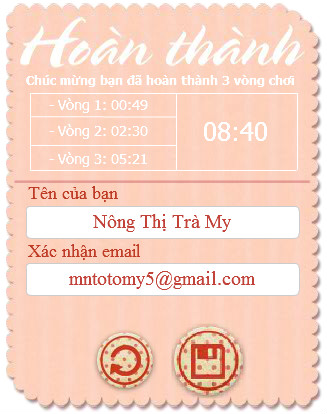 Hoàn thành
Chúc mừng bạn đã hoàn thành 3 vòng chơi
- Vòng 1: 00:49
- Vòng 2: 02:30
- Vòng 3: 05:21
08:40
Tên của bạn
Nông Thị Trà My
Xác nhận email
mntotomy5@gmail.com